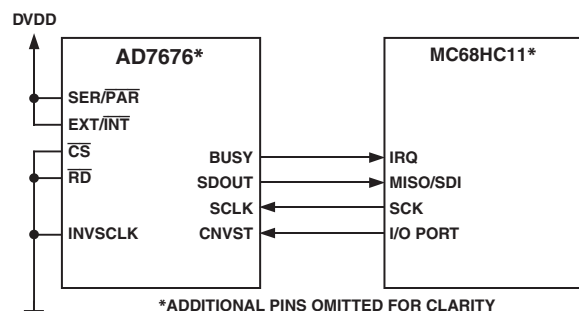 DVDD
AD7676*
MC68HC11*
SER/PAR
EXT/INT
CS
BUSY
IRQ
RD
SDOUT
MISO/SDI
SCLK
SCK
INVSCLK
CNVST
I/O PORT
*ADDITIONAL PINS OMITTED FOR CLARITY